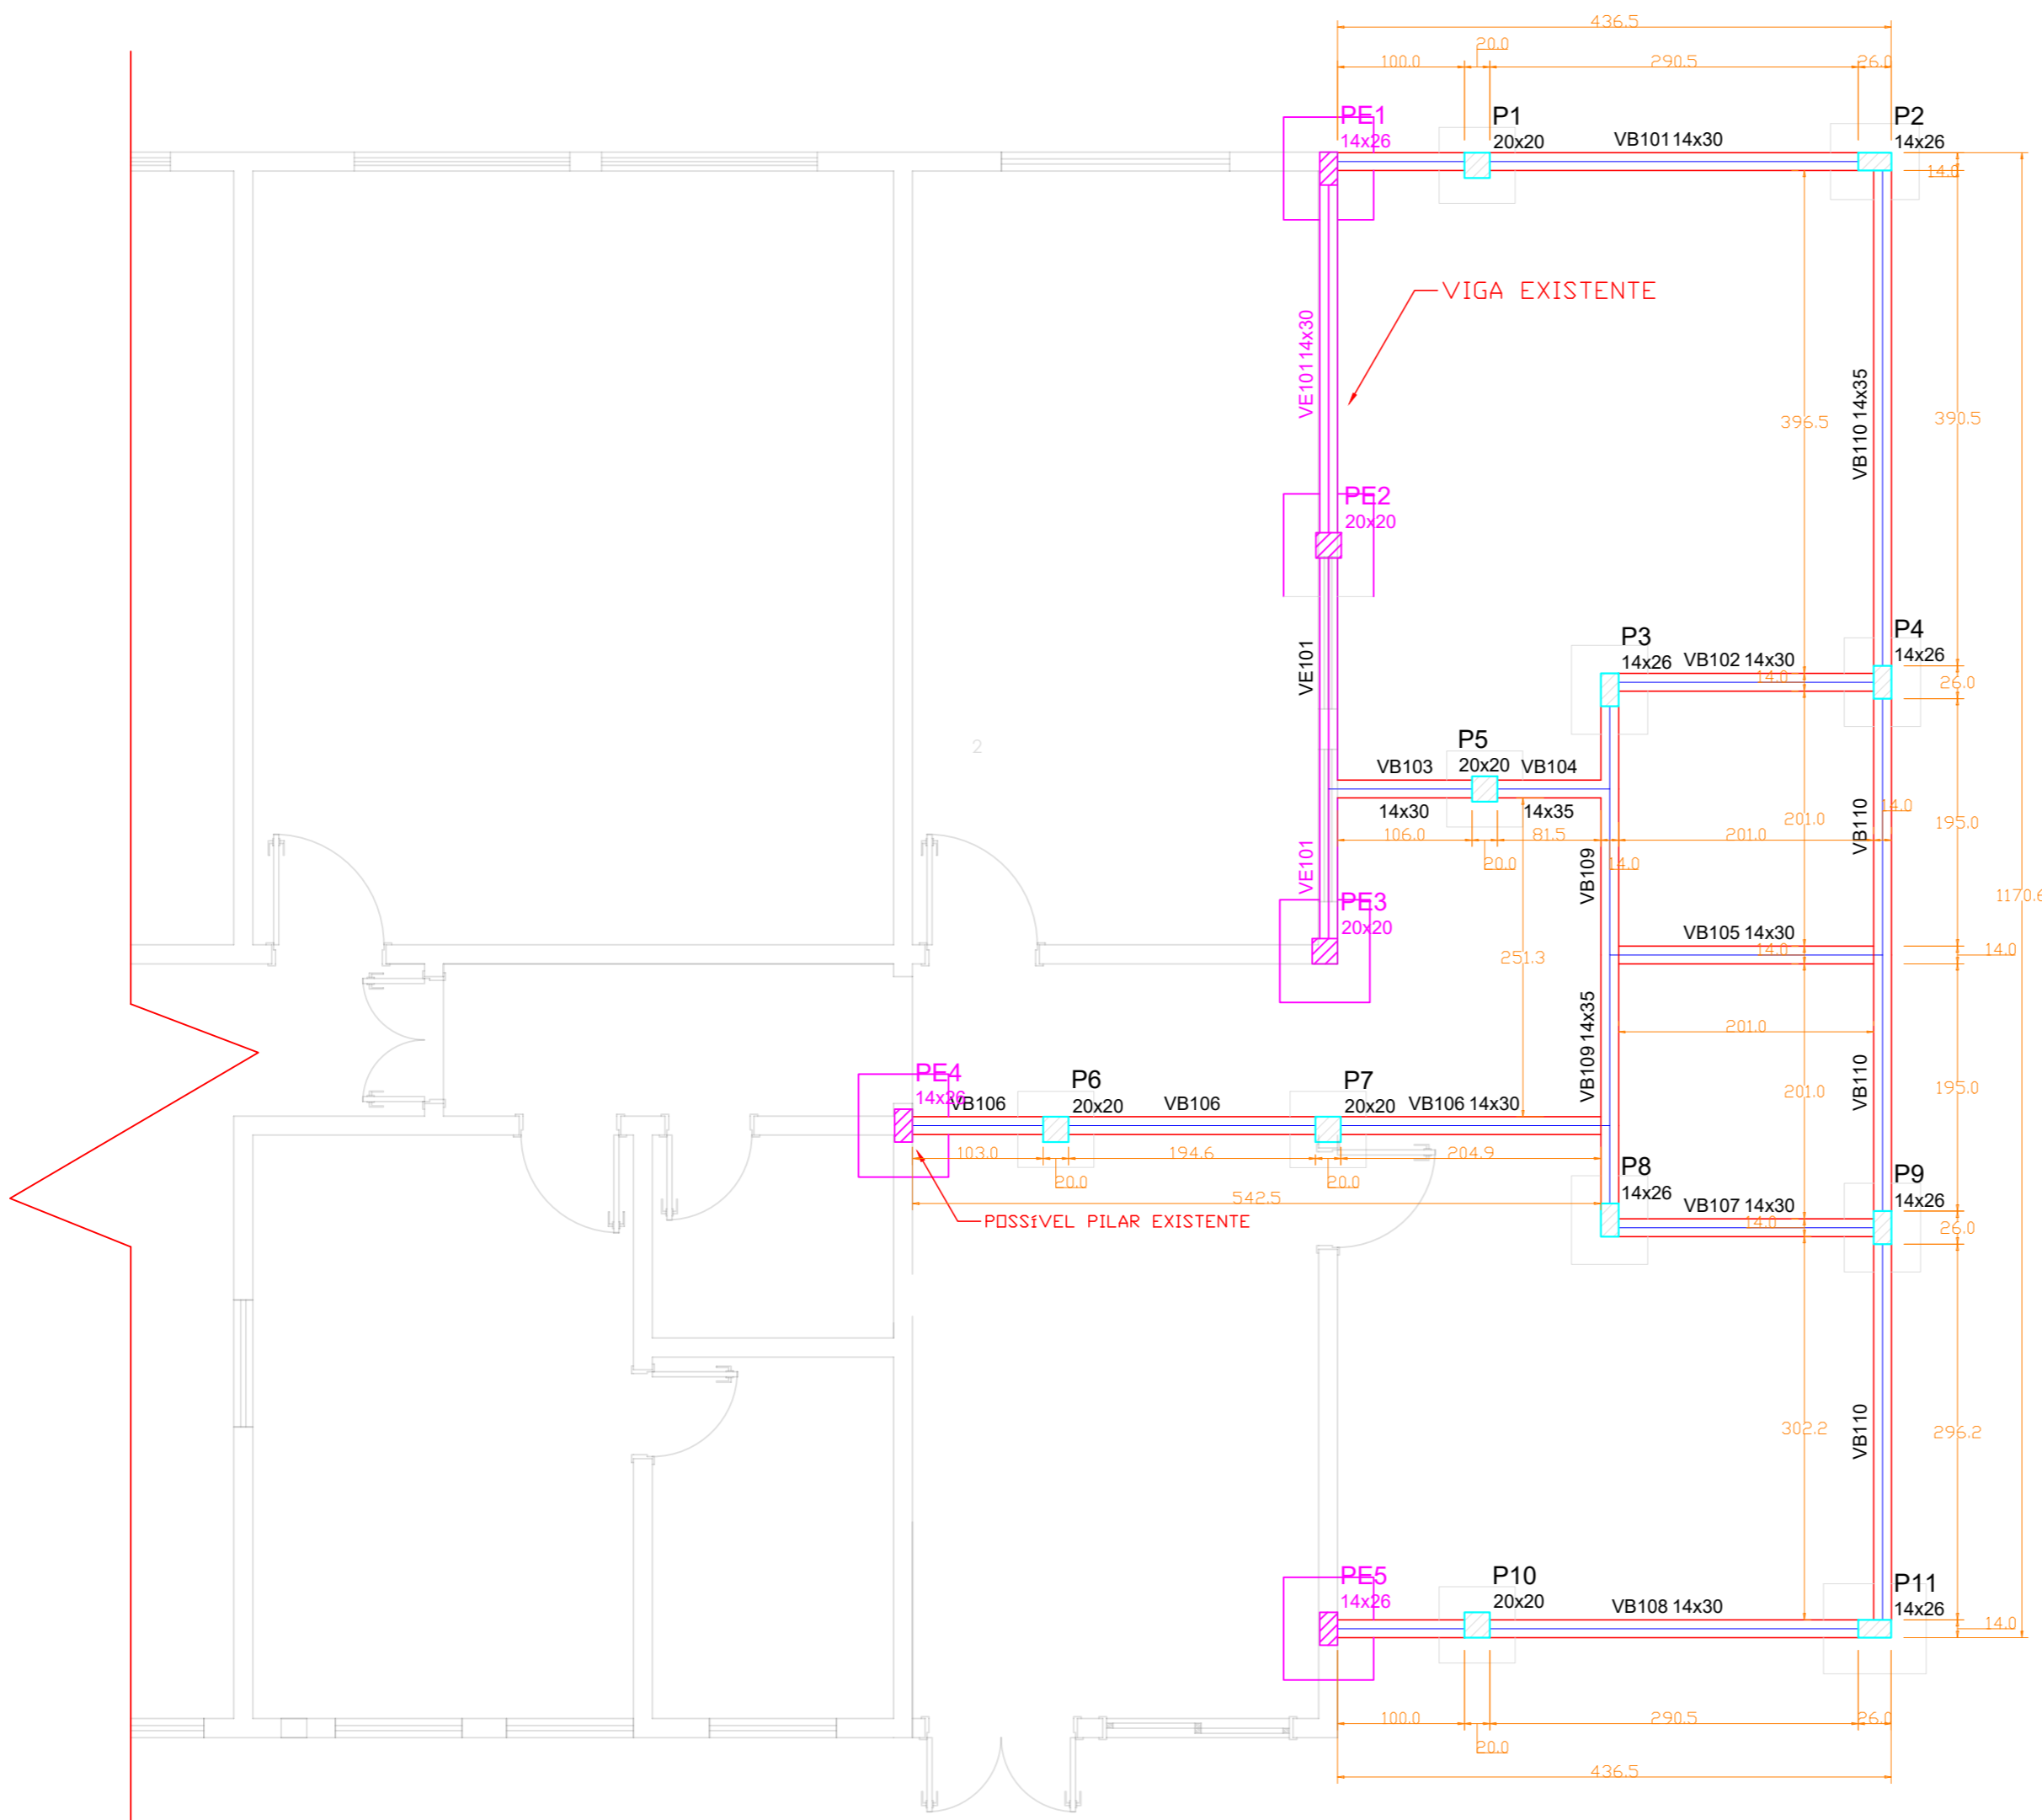 436.5
20.0
100.0
290.5
26.0
PE1
14x26
P1
20x20
VB101 14x30
P2
14x26
14.0
VIGA EXISTENTE
VE101 14x30
VB110 14x35
396.5
390.5
PE2
20x20
P3
14x26
VB102 14x30
14.0
P4
14x26
26.0
VE101
2
P5
20x20
VB103
VB104
14x30
14x35
106.0
20.0
81.5
14.0
201.0
201.0
VB110
14.0
195.0
VE101
VB109
1170.6
PE3
20x20
VB105 14x30
14.0
14.0
251.3
VB109 14x35
201.0
PE4
14x26
VB106
P6
20x20
VB106
P7
20x20
VB106 14x30
201.0
VB110
195.0
103.0
20.0
194.6
20.0
204.9
542.5
POSSíVEL PILAR EXISTENTE
P8
14x26
VB107 14x30
14.0
P9
14x26
26.0
302.2
VB110
296.2
PE5
14x26
P10
20x20
VB108 14x30
P11
14x26
14.0
100.0
20.0
290.5
26.0
436.5